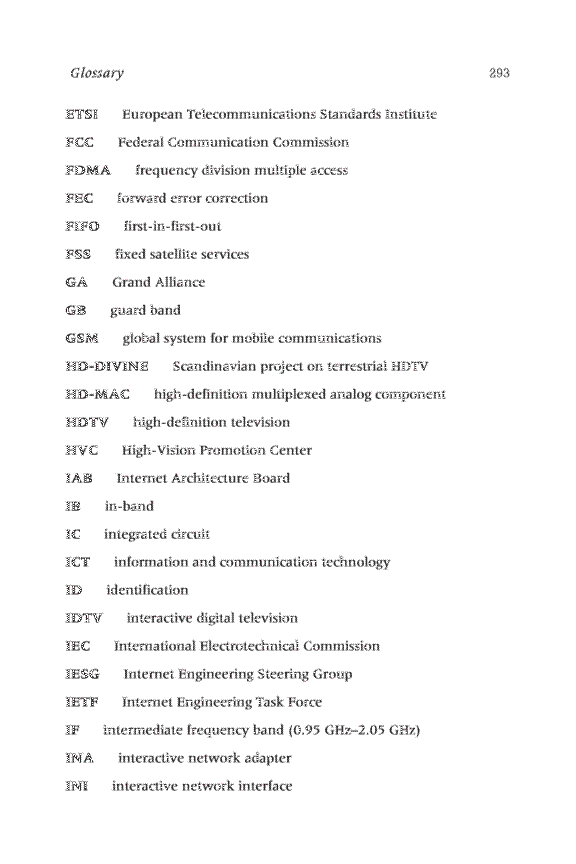 Glossary 293
ETSI European Telecommunications Standards Institute
FCC Federal Communication Commission
FDMA frequency division multiple access
FEC forward error correction
FIFO first-in-first-out
FSS fixed satellite services
GA Grand Alliance
GB guard band
GSM global system for mobile communications
HD-DIVINE Scandinavian project on terrestrial HDTV
HD-MAC high-definition multiplexed analog component
HDTV high-definition television
HVC High-Vision Promotion Center
IAB Internet Architecture Board
IB in-band
IC integrated circuit
ICT information and communication technology
ID identification
IDTV interactive digital television
IEC International Electrotechnical Commission
IESG Internet Engineering Steering Group
IETF Internet Engineering Task Force
IF intermediate frequency band (0.95 GHz–2.05 GHz)
INA interactive network adapter
INI interactive network interface